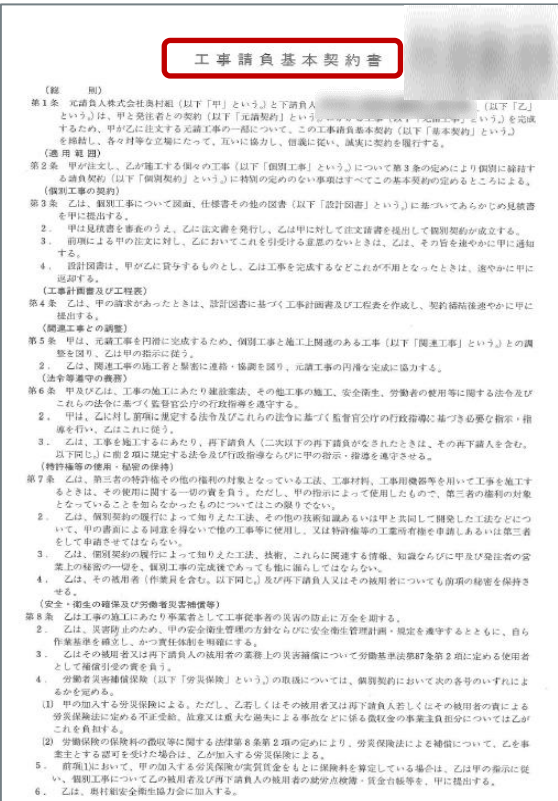 工事請負基本契約書
(総則)
第1条 元請負人株式会社奥村組(以下「甲」という。)と下請負人 (以下「乙」
という。)は、甲と発注者との契約(以下「元請契約」という。) を完成
するため、甲が乙に注文する元請工事の一部について、この工事請負基本契約(以下「基本契約」という。)
を締結し、各々対等な立場にたって、互いに協力し、信義に従い、誠実に契約を履行する。
(適用範囲)
第2条 甲が注文し、乙が施工する個々の工事(以下「個別工事」という。)について第3条の定めにより個別に締結す
る請負契約(以下「個別契約」という。)に特別の定めのない事項はすべてこの基本契約の定めるところによる。
(個別工事の契約)
第3条 乙は、個別工事について図面、仕様書その他の図書(以下「設計図書」という。)に基づいてあらかじめ見積書
を甲に提出する。
2. 甲は見積書を審査のうえ、乙に注文書を発行し、乙は甲に対して注文請書を提出して個別契約が成立する。
3. 前項による甲の注文に対し、乙においてこれを引受ける意思のないときは、乙は、その旨を速やかに甲に通知
する。
4. 設計図書は、甲が乙に貸与するものとし、乙は工事を完成するなどこれが不用となったときは、速やかに甲に
返却する。
(工事計画書及び工程表)
第4条 乙は、甲の請求があったときは、設計図書に基づく工事計画書及び工程表を作成し、契約締結後速やかに甲に
提出する。
(関連工事との調整)
第5条 甲は、元請工事を円滑に完成するため、個別工事と施工上関連のある工事(以下「関連工事」という。)との調
整を図り、乙は甲の指示に従う。
2. 乙は、関連工事の施工者と緊密に連絡・協調を図り、元請工事の円滑な完成に協力する。
(法令等遵守の義務)
第6条 甲及び乙は、工事の施工にあたり建設業法、その他工事の施工、安全衛生、労働者の使用等に関する法令及び
これらの法令に基づく監督官公庁の行政指導を遵守する。
2. 甲は、乙に対し前項に規定する法令及びこれらの法令に基づく監督官公庁の行政指導に基づき必要な指示・指
導を行い、乙はこれに従う。
3. 乙は、工事を施工するにあたり、再下請負人(二次以下の再下請負がなされたときは、その再下請人を含む。
以下同じ。)に前2項に規定する法令及び行政指導ならびに甲の指示・指導を遵守させる。
(特許権等の使用・秘密の保持)
第7条 乙は、第三者の特許権その他の権利の対象となっている工法、工事材料、工事用機器等を用いて工事を施工す
るときは、その使用に関する一切の責を負う。ただし、甲の指示によって使用したもので、第三者の権利の対象
となっていることを知らなかったものについてはこの限りでない。
2. 乙は、個別契約の履行によって知りえた工法、その他の技術知識あるいは甲と共同して開発した工法などにつ
いて、甲の書面による同意を得ないで他の工事等に使用し、又は特許権等の工業所有権を申請しあるいは第三者
をして申請させてはならない。
3. 乙は、個別契約の履行によって知りえた工法、技術、これらに関連する情報、知識ならびに甲及び発注者の営
業上の秘密の一切を、個別工事の完成後であっても他に漏らしてはならない。
4. 乙は、その被用者(作業員を含む。以下同じ。)及び再下請負人又はその被用者についても前項の秘密を保持さ
せる。
(安全・衛生の確保及び労働者災害補償等)
第8条 乙は工事の施工にあたり事業者として工事従事者の災害の防止に万全を期する。
2. 乙は、災害防止のため、甲の安全衛生管理の方針ならびに安全衛生管理計画・規定を遵守するとともに、自ら
作業基準を確立し、かつ責任体制を明確にする。
3. 乙はその被用者又は再下請負人の被用者の業務上の災害補償について労働基準法第87条第2項に定める使用者
として補償引受の責を負う。
4. 労働者災害補償保険(以下「労災保険」という。)の取扱については、個別契約において次の各号のいずれによ
るかを定める。
(1) 甲の加入する労災保険による。ただし、乙若しくはその被用者又は再下請負人若しくはその被用者の責による
労災保険法に定める不正受給、故意又は重大な過失による事故などに係る徴収金の事業主負担分については乙が
これを負担する。
(2) 労働保険の保険料の徴収等に関する法律第8条第2項の定めにより、労災保険法による補償について、乙を事
業主とする認可を受けた場合は、乙が加入する労災保険による。
5. 前項(1)において、甲の加入する労災保険が実質賃金をもとに保険料を算定している場合は、乙は甲の指示に従
い、個別工事について乙の被用者及び再下請負人の被用者の就労点検簿・賃金台帳等を、甲に提出する。
6. 乙は、奥村組安全衛生協力会に加入する。